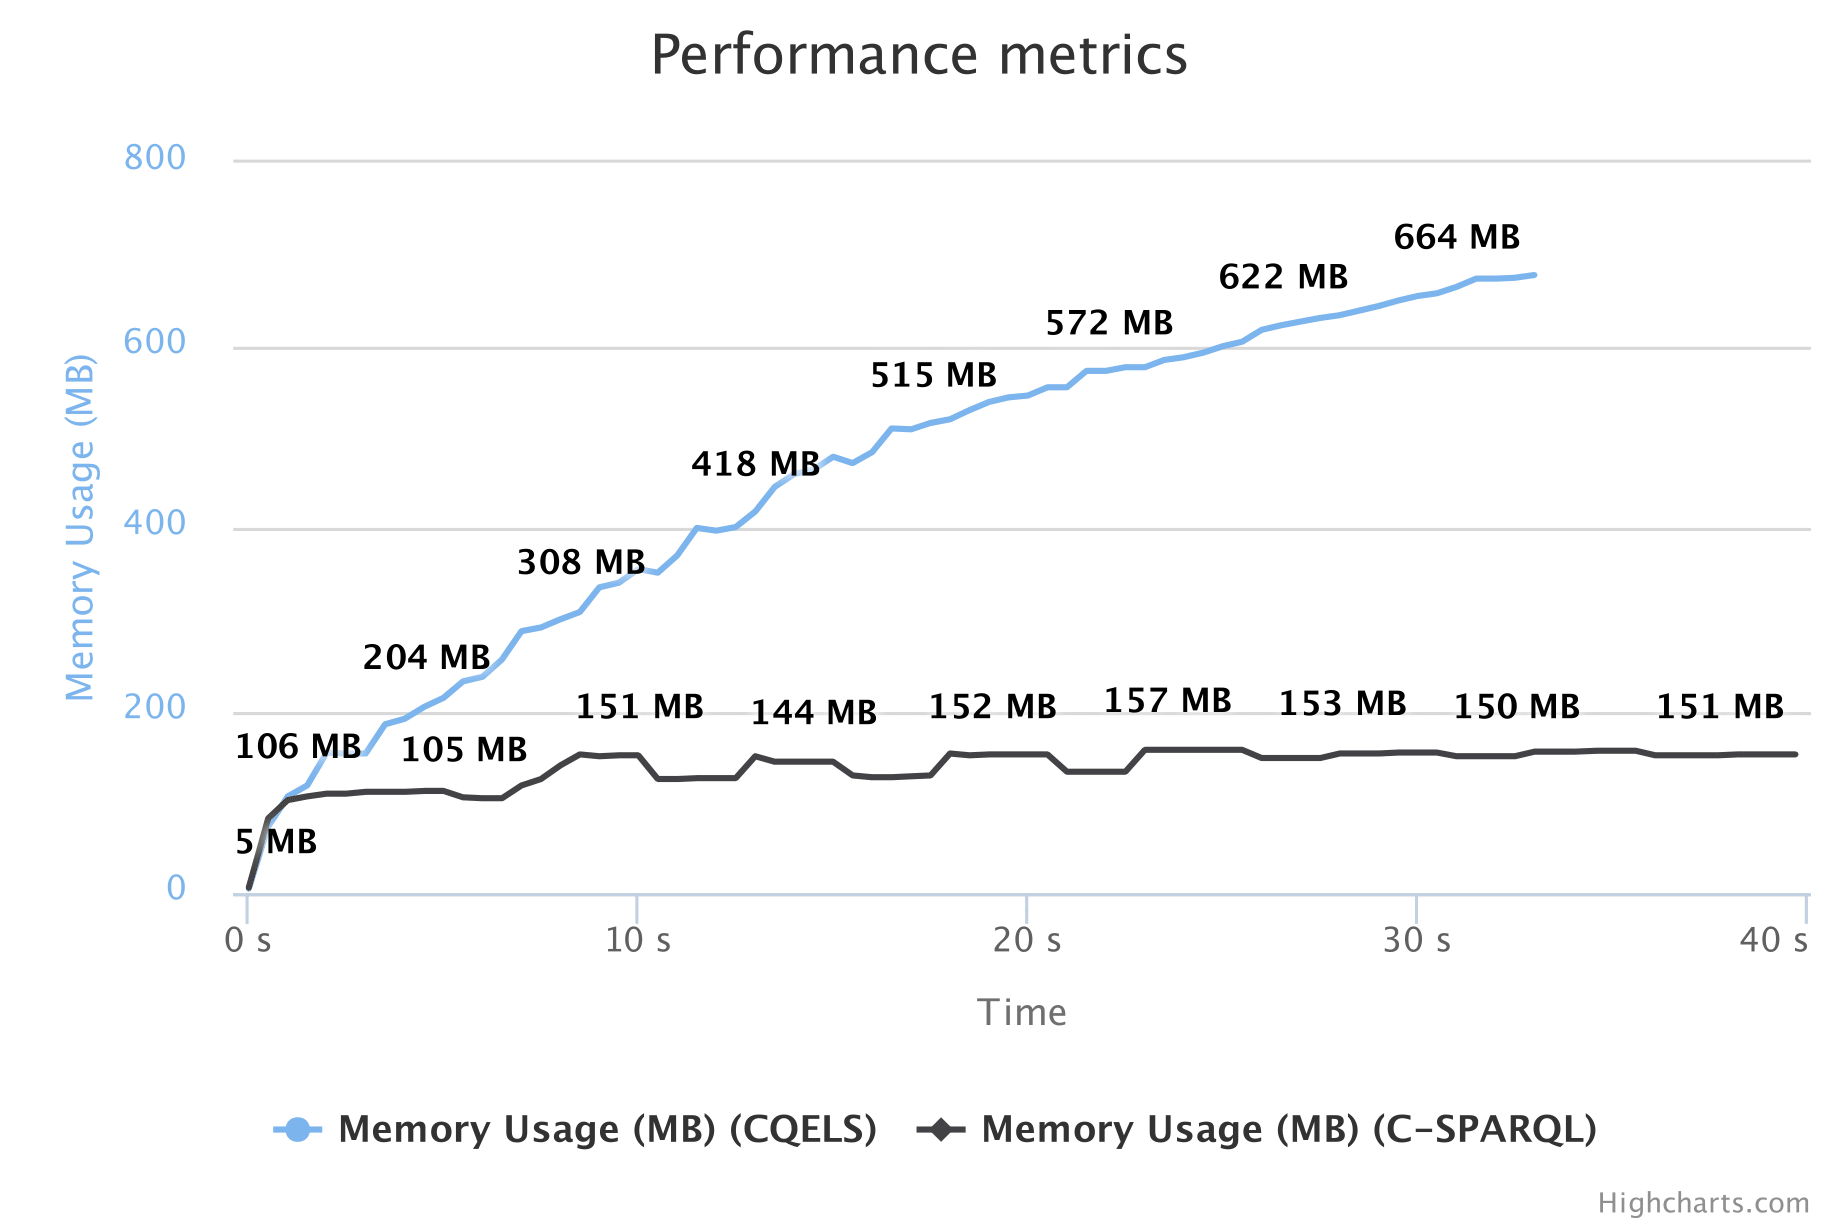 Performance metrics
800
600
400
200
0
Memory Usage (MB)
664 MB
622 MB
572 MB
515 MB
418 MB
308 MB
204 MB
106 MB
5 MB
105 MB
151 MB
144 MB
152 MB
157 MB
153 MB
150 MB
151 MB
0 s
10 s
20 s
30 s
40 s
Time
Memory Usage (MB) (CQELS)
Memory Usage (MB) (C-SPARQL)
Highcharts.com